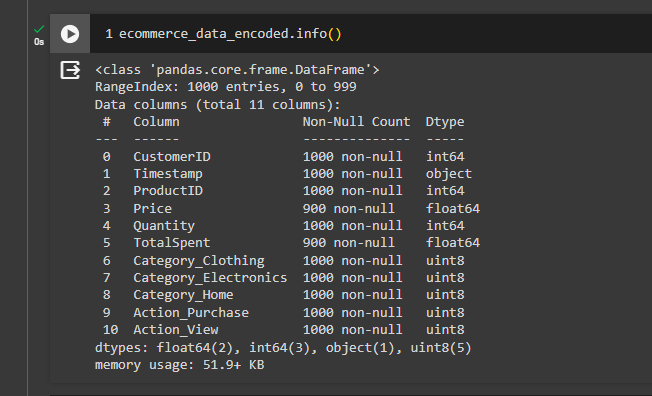 1 ecommerce_data_encoded.info()
0s
<class 'pandas.core.frame.DataFrame'>
RangeIndex: 1000 entries, 0 to 999
Data columns (total 11 columns):
 #   Column                Non-Null Count  Dtype
---  ------                --------------  -----
 0   CustomerID            1000 non-null   int64
 1   Timestamp             1000 non-null   object
 2   ProductID             1000 non-null   int64
 3   Price                 900 non-null    float64
 4   Quantity              1000 non-null   int64
 5   TotalSpent            900 non-null    float64
 6   Category_Clothing     1000 non-null   uint8
 7   Category_Electronics  1000 non-null   uint8
 8   Category_Home         1000 non-null   uint8
 9   Action_Purchase       1000 non-null   uint8
 10  Action_View           1000 non-null   uint8
dtypes: float64(2), int64(3), object(1), uint8(5)
memory usage: 51.9+ KB